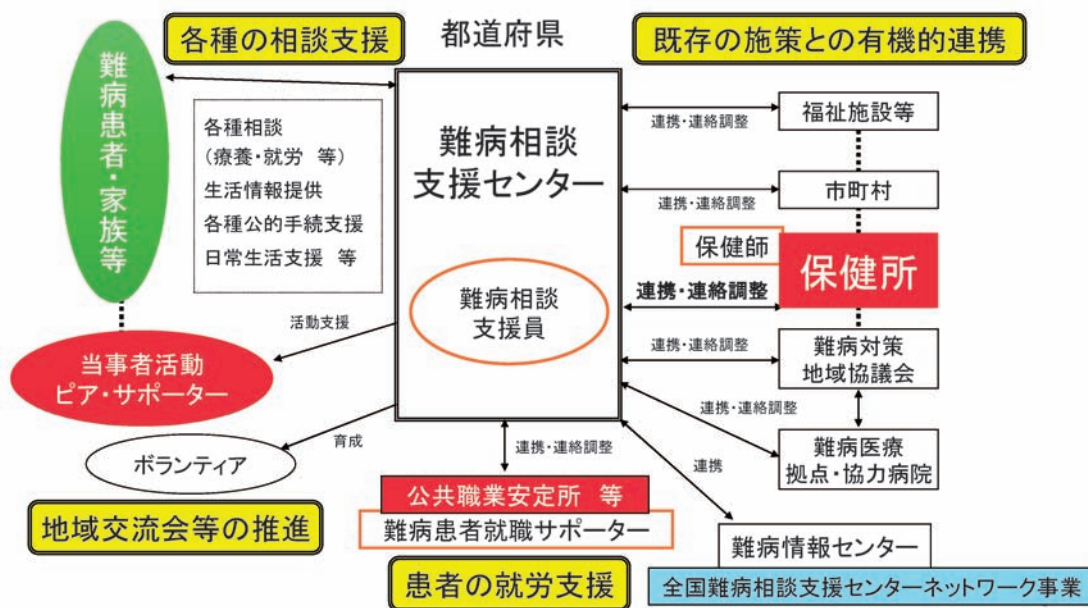 各種の相談支援
都道府県
既存の施策との有機的連携
難病患者・家族等
各種相談
(療養・就労 等)
生活情報提供
各種公的手続支援
日常生活支援 等
難病相談
支援センター
難病相談
支援員
連携・連絡調整
福祉施設等
連携・連絡調整
市町村
保健師
保健所
連携・連絡調整
連携・連絡調整
難病対策
地域協議会
連携・連絡調整
難病医療
拠点・協力病院
活動支援
当事者活動
ピア・サポーター
育成
ボランティア
地域交流会等の推進
連携・連絡調整
公共職業安定所 等
難病患者就職サポーター
患者の就労支援
連携
難病情報センター
全国難病相談支援センターネットワーク事業